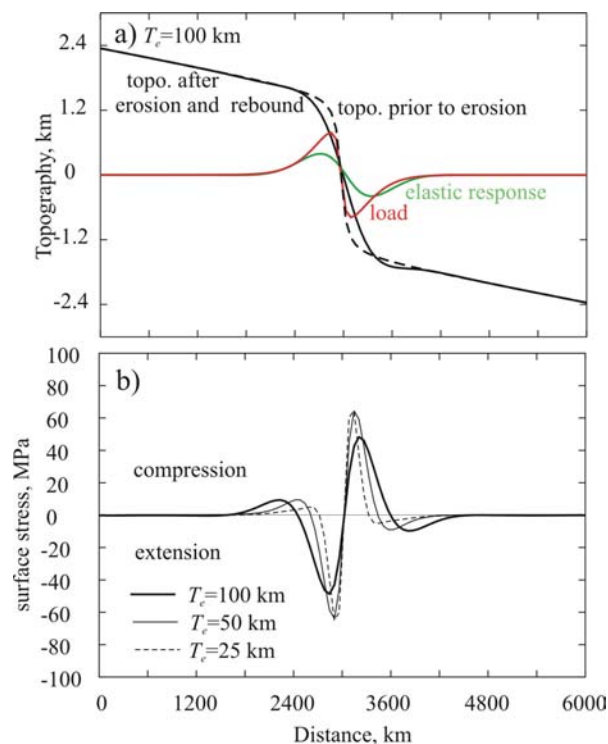 a) Tₑ=100 km
2.4
topo. after
erosion and rebound
topo. prior to erosion
1.2
Topography, km
0
elastic response
load
-1.2
-2.4
100
b)
80
60
40
compression
20
surface stress, MPa
0
-20
extension
-40
Tₑ=100 km
-60
Tₑ=50 km
-80
Tₑ=25 km
-100
0 1200 2400 3600 4800 6000
Distance, km